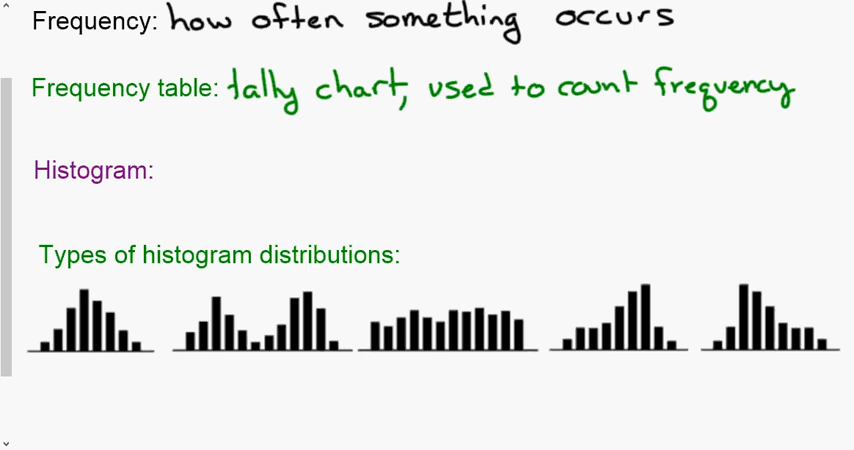 Frequency: how often something occurs
Frequency table: tally chart, used to count frequency
Histogram:
Types of histogram distributions: